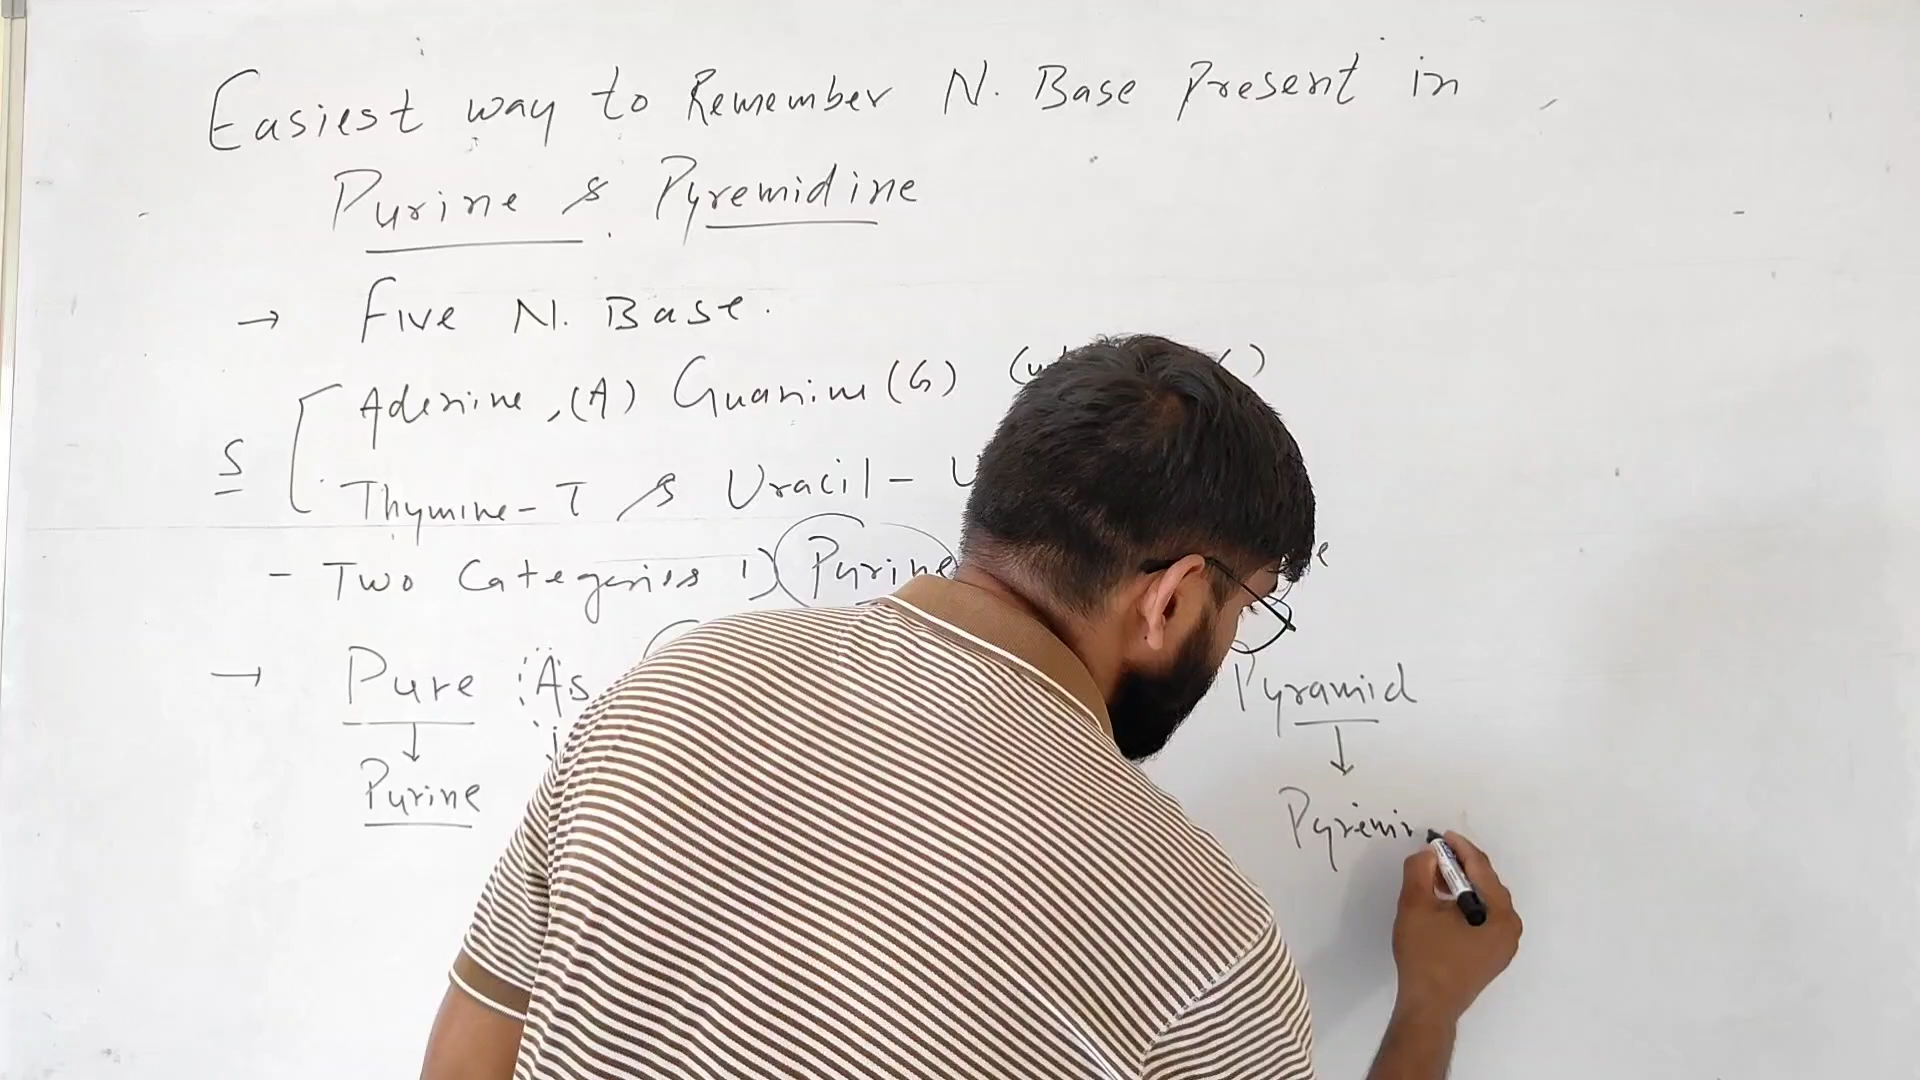 Easiest way to Remember N. Base Present in
Purine & Pyremidine
→ Five N. Base.
Adenine, (A) Guanine (G)
5
Thymine - T & Uracil - U
- Two Categories 1) Purine
→ Pure As Pyramid
Purine Pyremi